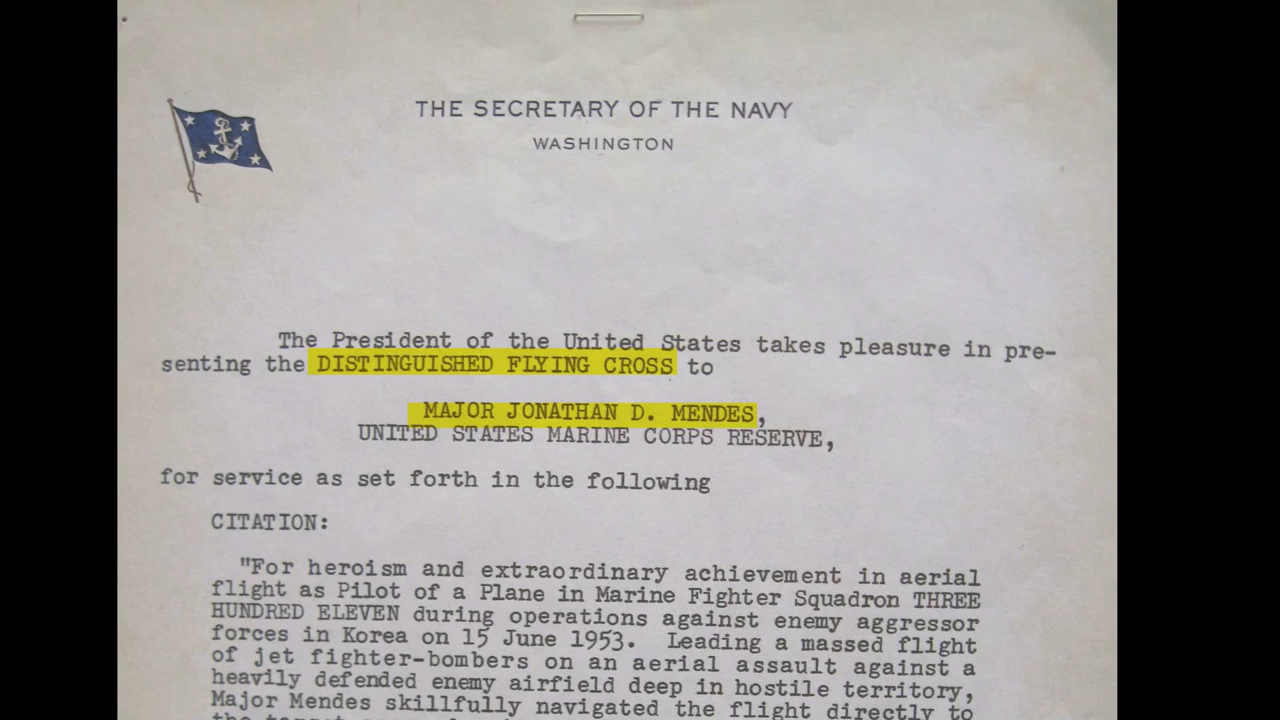 THE SECRETARY OF THE NAVY
WASHINGTON
The President of the United States takes pleasure in pre-
senting the DISTINGUISHED FLYING CROSS to
MAJOR JONATHAN D. MENDES,
UNITED STATES MARINE CORPS RESERVE,
for service as set forth in the following
CITATION:
"For heroism and extraordinary achievement in aerial
flight as Pilot of a Plane in Marine Fighter Squadron THREE
HUNDRED ELEVEN during operations against enemy aggressor
forces in Korea on 15 June 1953. Leading a massed flight
of jet fighter-bombers on an aerial assault against a
heavily defended enemy airfield deep in hostile territory,
Major Mendes skillfully navigated the flight directly to